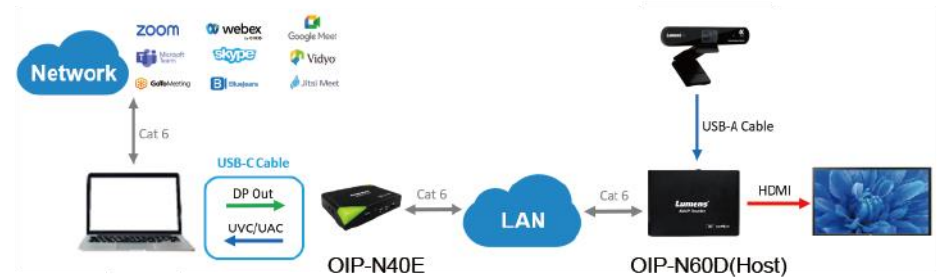 zoom
webex
Google Meet
Microsoft
Team
skype
Vidyo
GoToMeeting
B Bluejeans
Jitsi Meet
Network
Cat 6
USB-C Cable
DP Out
UVC/UAC
OIP-N40E
Cat 6
LAN
Cat 6
USB-A Cable
Lumens
HDMI
OIP-N60D(Host)